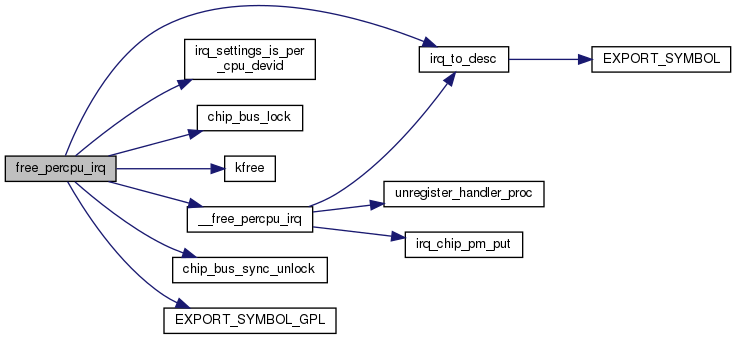 free_percpu_irq
irq_settings_is_per
_cpu_devid
chip_bus_lock
kfree
__free_percpu_irq
chip_bus_sync_unlock
EXPORT_SYMBOL_GPL
irq_to_desc
unregister_handler_proc
irq_chip_pm_put
EXPORT_SYMBOL